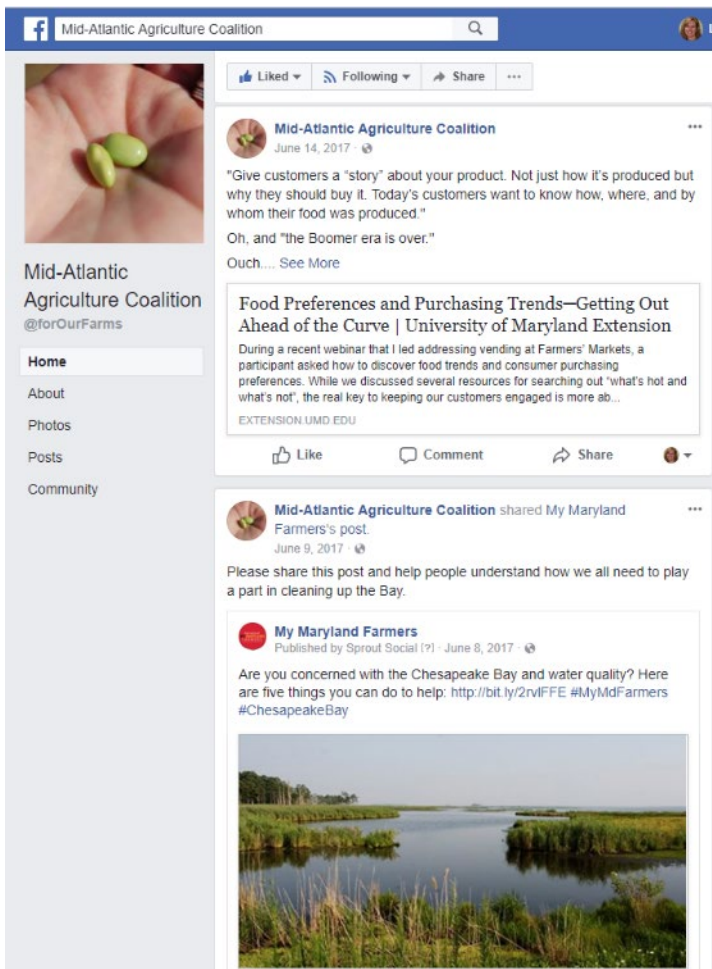 Mid-Atlantic Agriculture Coalition
Liked
Following
Share
Mid-Atlantic
Agriculture Coalition
@forOurFarms
Home
About
Photos
Posts
Community
Mid-Atlantic Agriculture Coalition
June 14, 2017 ·
"Give customers a "story" about your product. Not just how it's produced but
why they should buy it. Today's customers want to know how, where, and by
whom their food was produced."
Oh, and "the Boomer era is over."
Ouch.... See More
Food Preferences and Purchasing Trends—Getting Out
Ahead of the Curve | University of Maryland Extension
During a recent webinar that I led addressing vending at Farmers' Markets, a
participant asked how to discover food trends and consumer purchasing
preferences. While we discussed several resources for searching out "what's hot and
what's not", the real key to keeping our customers engaged is more ab...
EXTENSION.UMD.EDU
Like
Comment
Share
Mid-Atlantic Agriculture Coalition shared My Maryland
Farmers's post.
June 9, 2017 ·
Please share this post and help people understand how we all need to play
a part in cleaning up the Bay.
My Maryland Farmers
Published by Sprout Social [?] · June 8, 2017 ·
Are you concerned with the Chesapeake Bay and water quality? Here
are five things you can do to help: http://bit.ly/2rvlFFE #MyMdFarmers
#ChesapeakeBay